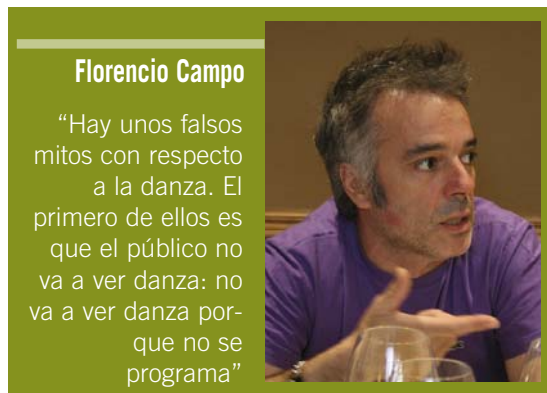 Florencio Campo
“Hay unos falsos
mitos con respecto
a la danza. El
primero de ellos es
que el público no
va a ver danza: no
va a ver danza por-
que no se
programa”